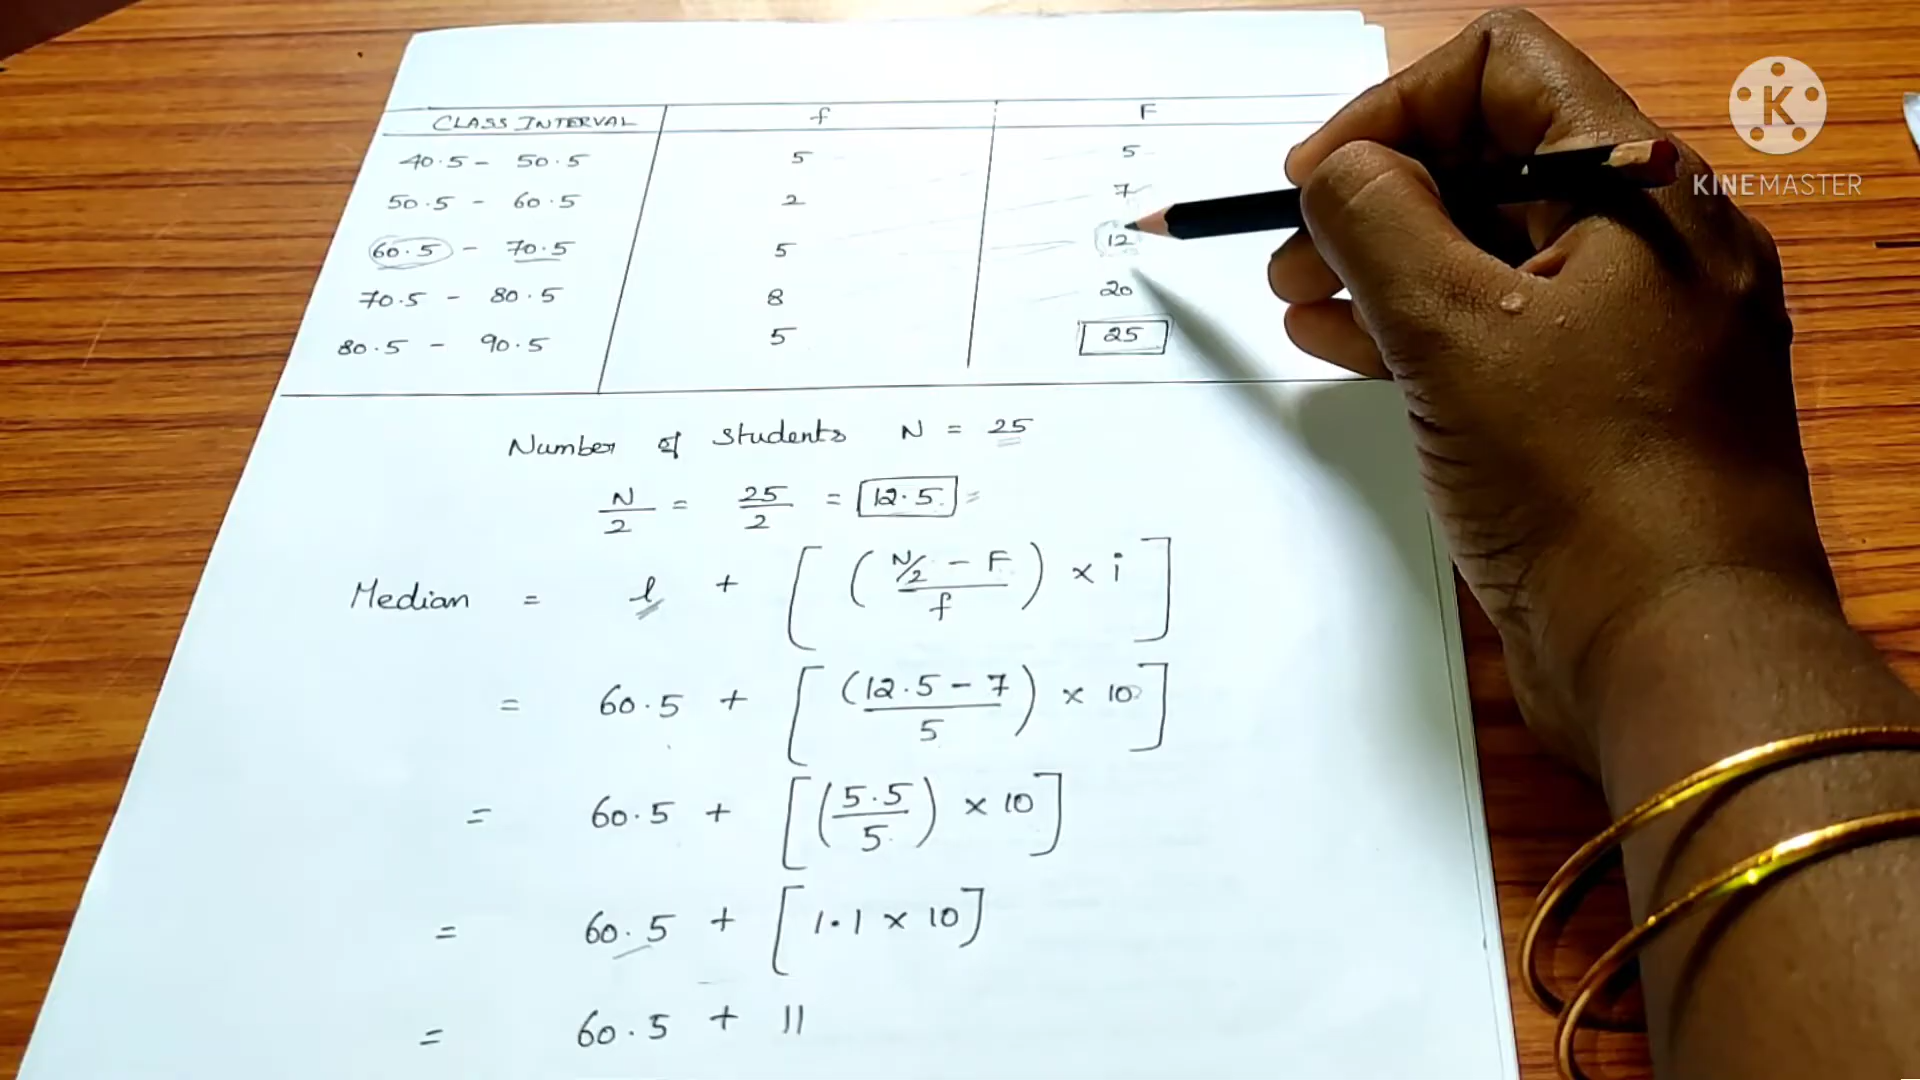 CLASS INTERVAL f F
40.5 - 50.5 5 5
50.5 - 60.5 2 7
60.5 - 70.5 5 12
70.5 - 80.5 8 20
80.5 - 90.5 5 25
Number of students N = 25
N/2 = 25/2 = 12.5 =
Median = l + [ ( N/2 - F / f ) × i ]
= 60.5 + [ (12.5 - 7 / 5) × 10 ]
= 60.5 + [ (5.5 / 5) × 10 ]
= 60.5 + [ 1.1 × 10 ]
= 60.5 + 11
K
KINEMASTER